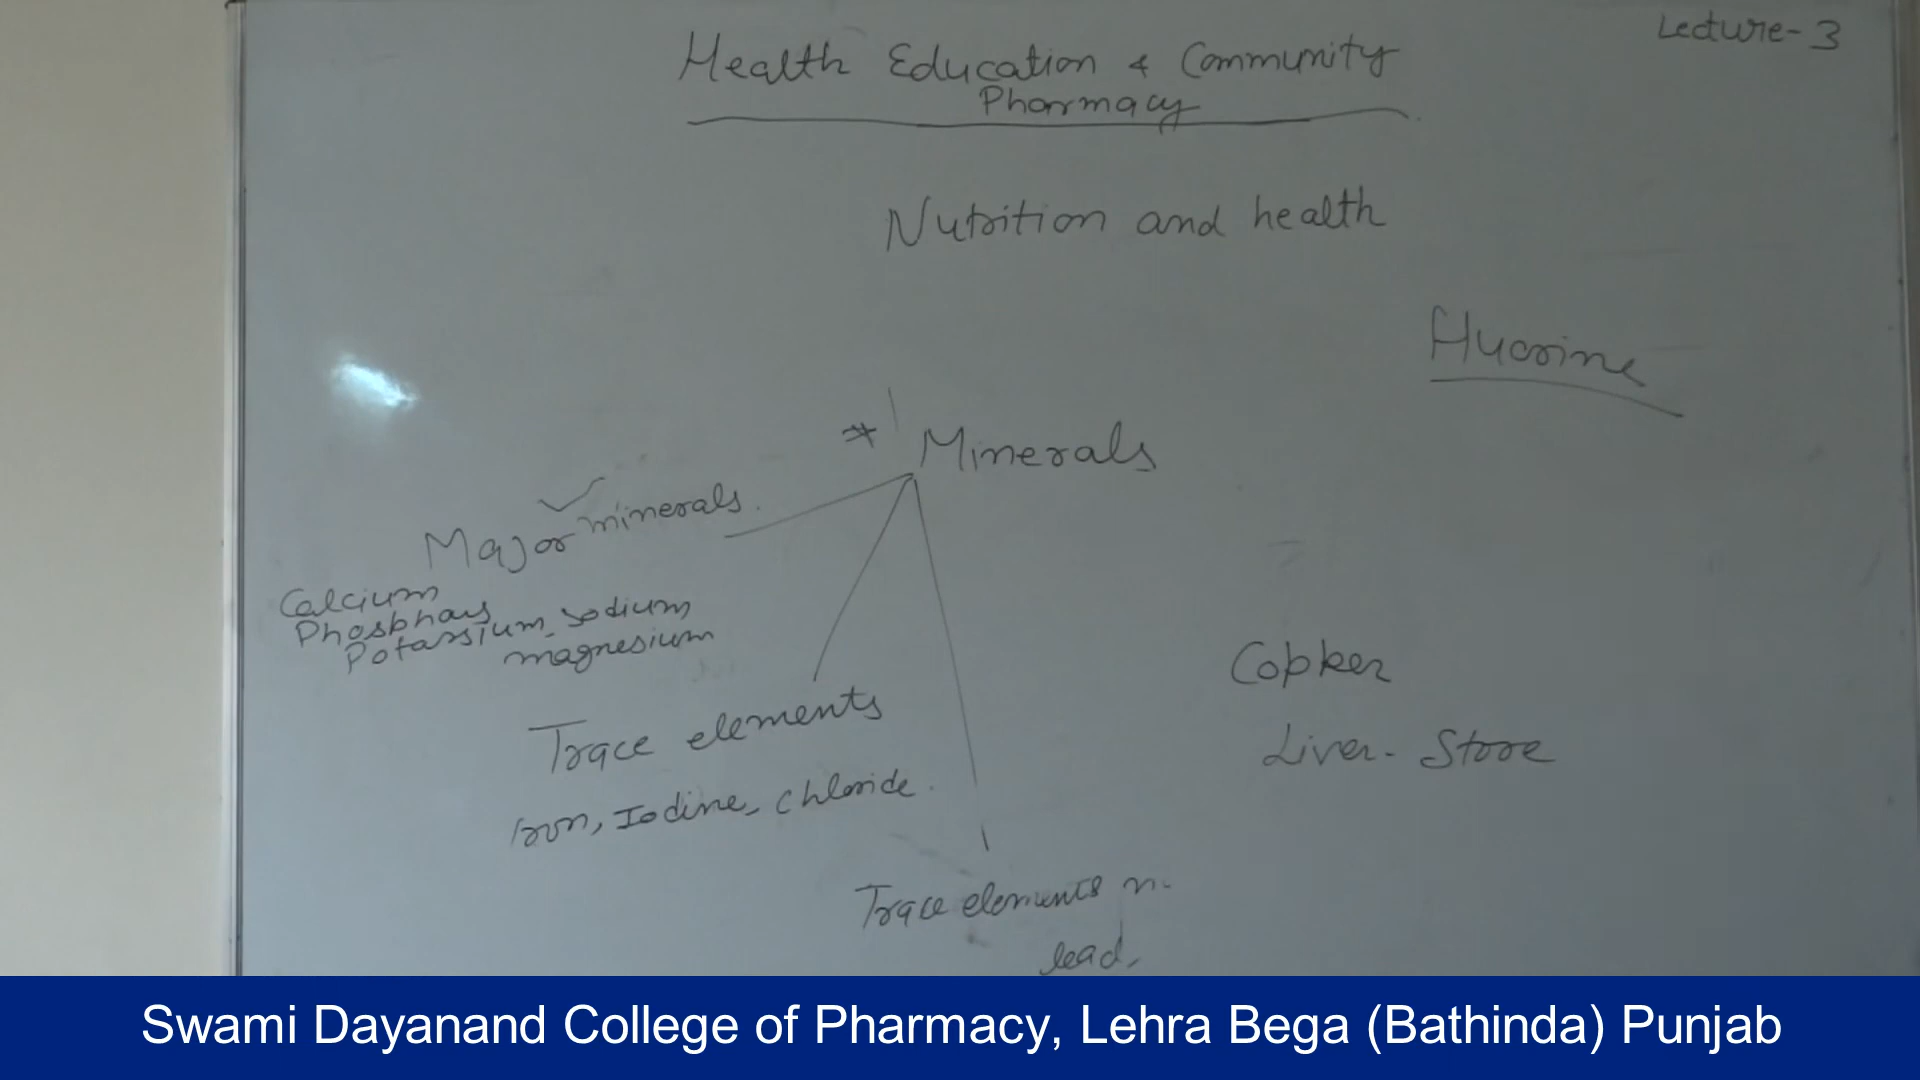 Lecture-3
Health Education & Community
Pharmacy
Nutrition and health
Flucorine
* Minerals
Major minerals.
Calcium
Phosphorus
Potassium, sodium,
magnesium
Trace elements
Iron, Iodine, chloride.
Copper
Liver - Store
Trace elements n.
lead,
Swami Dayanand College of Pharmacy, Lehra Bega (Bathinda) Punjab